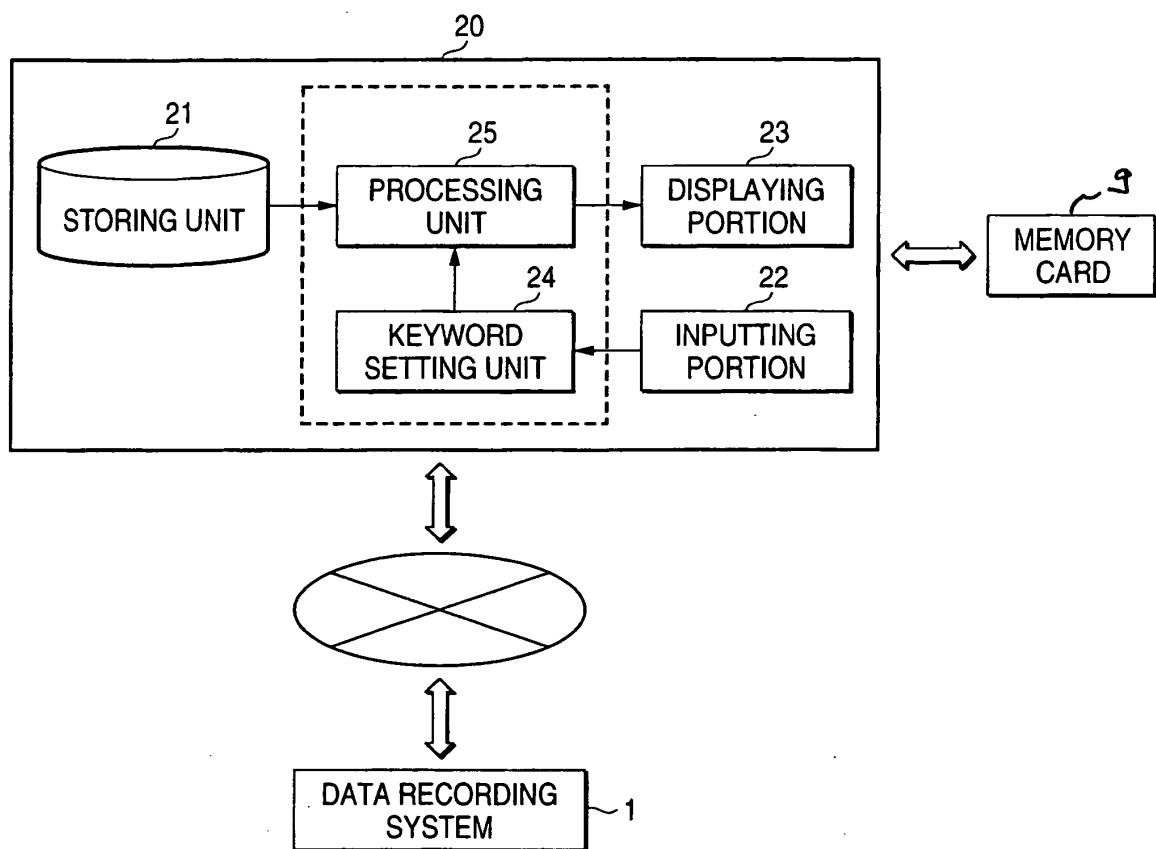 20
21
STORING UNIT
25
PROCESSING
UNIT
23
DISPLAYING
PORTION
24
KEYWORD
SETTING UNIT
22
INPUTTING
PORTION
9
MEMORY
CARD
DATA RECORDING
SYSTEM
1